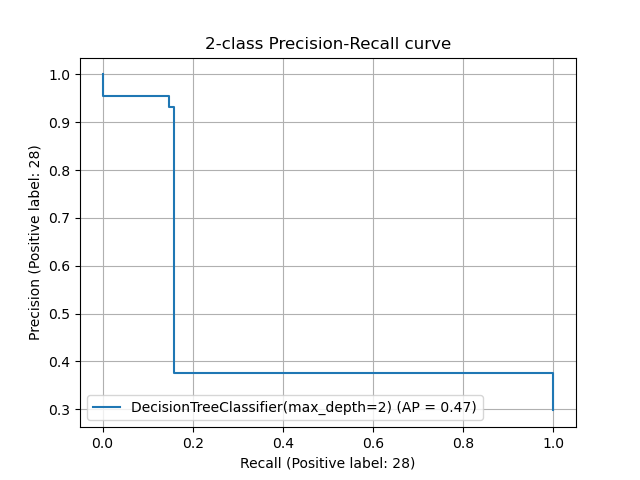 2-class Precision-Recall curve
Precision (Positive label: 28)
1.0
0.9
0.8
0.7
0.6
0.5
0.4
0.3
DecisionTreeClassifier(max_depth=2) (AP = 0.47)
0.0 0.2 0.4 0.6 0.8 1.0
Recall (Positive label: 28)